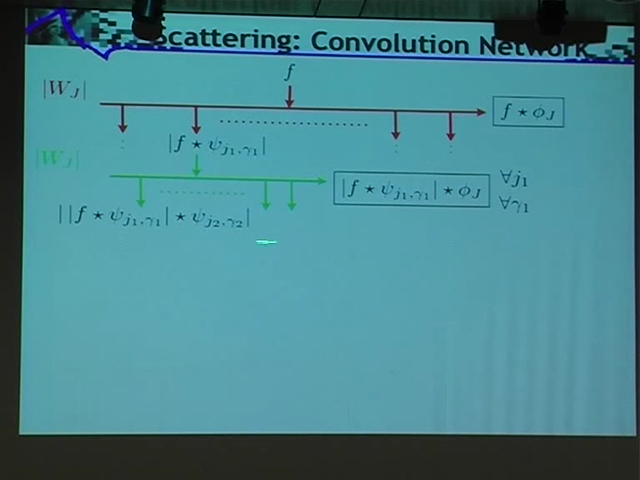 Scattering: Convolution Network
f
|W_J|
f ⋆ ϕ_J
|f ⋆ ψ_{j₁,γ₁}|
|W_J|
|f ⋆ ψ_{j₁,γ₁}| ⋆ ϕ_J
∀j₁
∀γ₁
||f ⋆ ψ_{j₁,γ₁}| ⋆ ψ_{j₂,γ₂}|